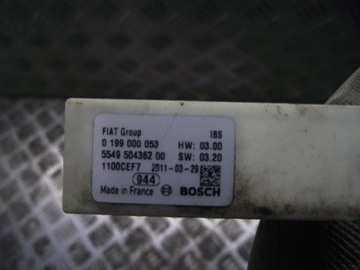 FIAT Group IBS
0 199 000 053 HW: 03.00
5549 504362 00 SW: 03.20
1100CEF7 2011-03-29
944
Made in France BOSCH